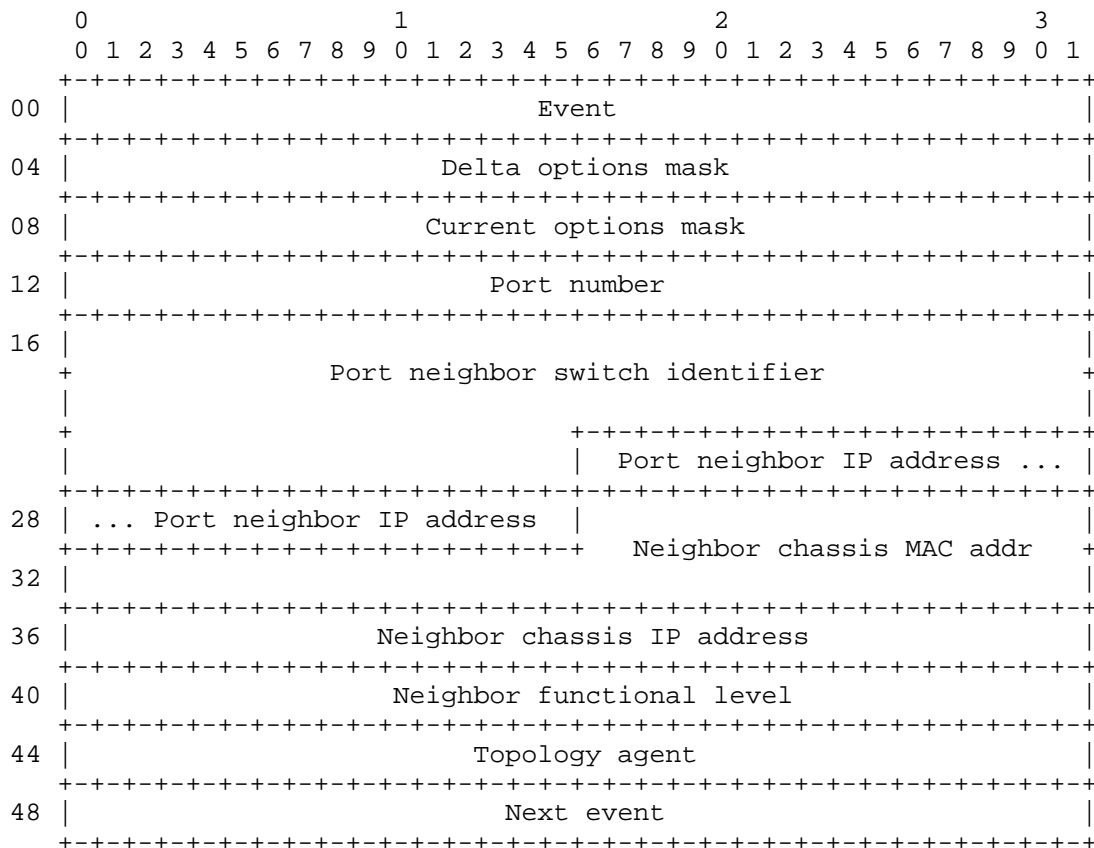 0                   1                   2                   3
0 1 2 3 4 5 6 7 8 9 0 1 2 3 4 5 6 7 8 9 0 1 2 3 4 5 6 7 8 9 0 1
+-+-+-+-+-+-+-+-+-+-+-+-+-+-+-+-+-+-+-+-+-+-+-+-+-+-+-+-+-+-+-+-+
00 |                             Event                             |
+-+-+-+-+-+-+-+-+-+-+-+-+-+-+-+-+-+-+-+-+-+-+-+-+-+-+-+-+-+-+-+-+
04 |                       Delta options mask                      |
+-+-+-+-+-+-+-+-+-+-+-+-+-+-+-+-+-+-+-+-+-+-+-+-+-+-+-+-+-+-+-+-+
08 |                      Current options mask                     |
+-+-+-+-+-+-+-+-+-+-+-+-+-+-+-+-+-+-+-+-+-+-+-+-+-+-+-+-+-+-+-+-+
12 |                          Port number                          |
+-+-+-+-+-+-+-+-+-+-+-+-+-+-+-+-+-+-+-+-+-+-+-+-+-+-+-+-+-+-+-+-+
16 |                                                               |
+                Port neighbor switch identifier                +
|                                                               |
+                               +-+-+-+-+-+-+-+-+-+-+-+-+-+-+-+-+
|                               |  Port neighbor IP address ... |
+-+-+-+-+-+-+-+-+-+-+-+-+-+-+-+-+-+-+-+-+-+-+-+-+-+-+-+-+-+-+-+-+
28 | ... Port neighbor IP address  |                               |
+-+-+-+-+-+-+-+-+-+-+-+-+-+-+-+-+   Neighbor chassis MAC addr   +
32 |                                                               |
+-+-+-+-+-+-+-+-+-+-+-+-+-+-+-+-+-+-+-+-+-+-+-+-+-+-+-+-+-+-+-+-+
36 |                   Neighbor chassis IP address                 |
+-+-+-+-+-+-+-+-+-+-+-+-+-+-+-+-+-+-+-+-+-+-+-+-+-+-+-+-+-+-+-+-+
40 |                    Neighbor functional level                  |
+-+-+-+-+-+-+-+-+-+-+-+-+-+-+-+-+-+-+-+-+-+-+-+-+-+-+-+-+-+-+-+-+
44 |                         Topology agent                        |
+-+-+-+-+-+-+-+-+-+-+-+-+-+-+-+-+-+-+-+-+-+-+-+-+-+-+-+-+-+-+-+-+
48 |                           Next event                          |
+-+-+-+-+-+-+-+-+-+-+-+-+-+-+-+-+-+-+-+-+-+-+-+-+-+-+-+-+-+-+-+-+